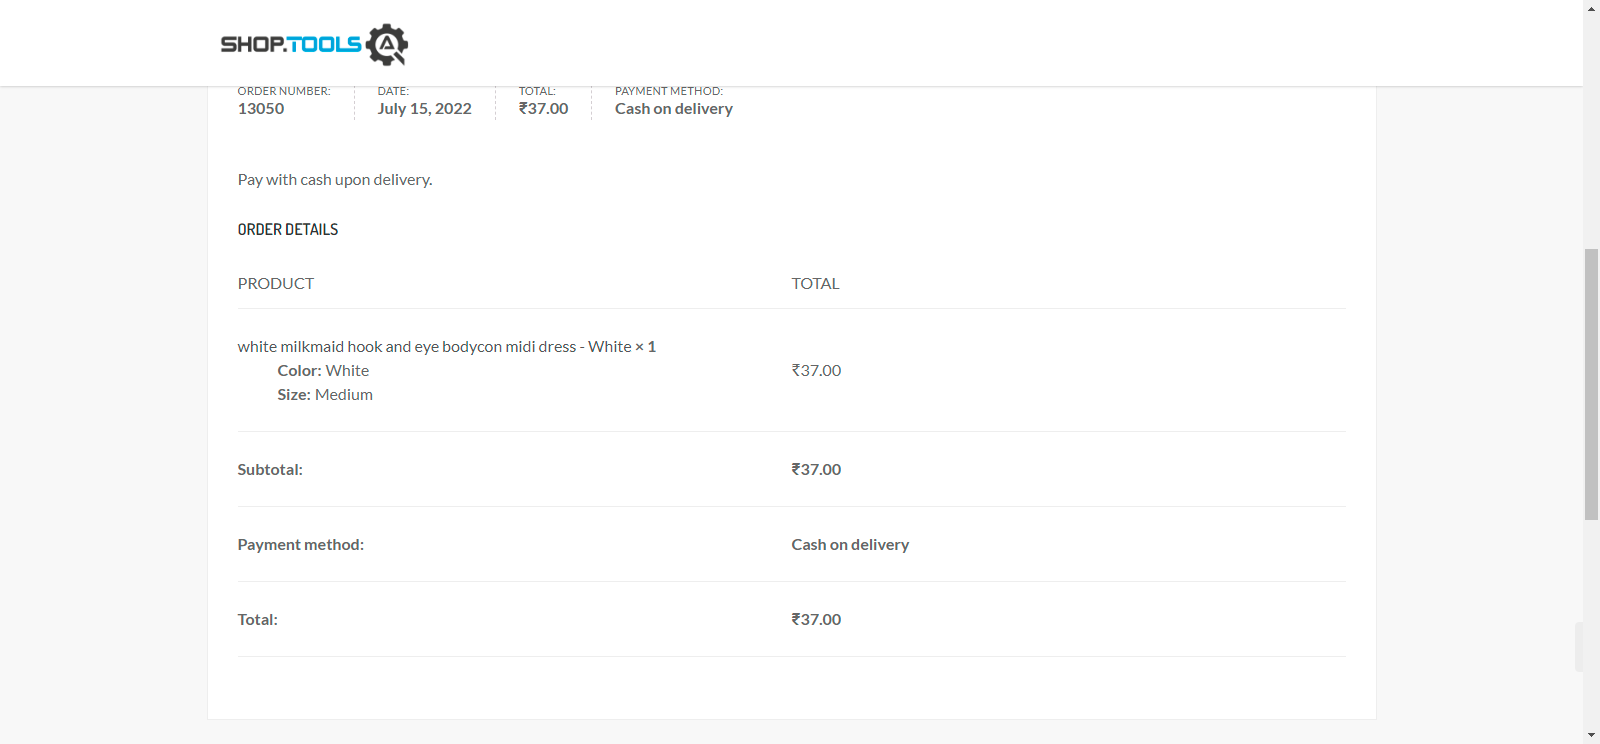 SHOP.TOOLS
ORDER NUMBER: DATE: TOTAL: PAYMENT METHOD:
13050 July 15, 2022 ₹37.00 Cash on delivery
Pay with cash upon delivery.
ORDER DETAILS
PRODUCT TOTAL
white milkmaid hook and eye bodycon midi dress - White × 1
Color: White ₹37.00
Size: Medium
Subtotal: ₹37.00
Payment method: Cash on delivery
Total: ₹37.00